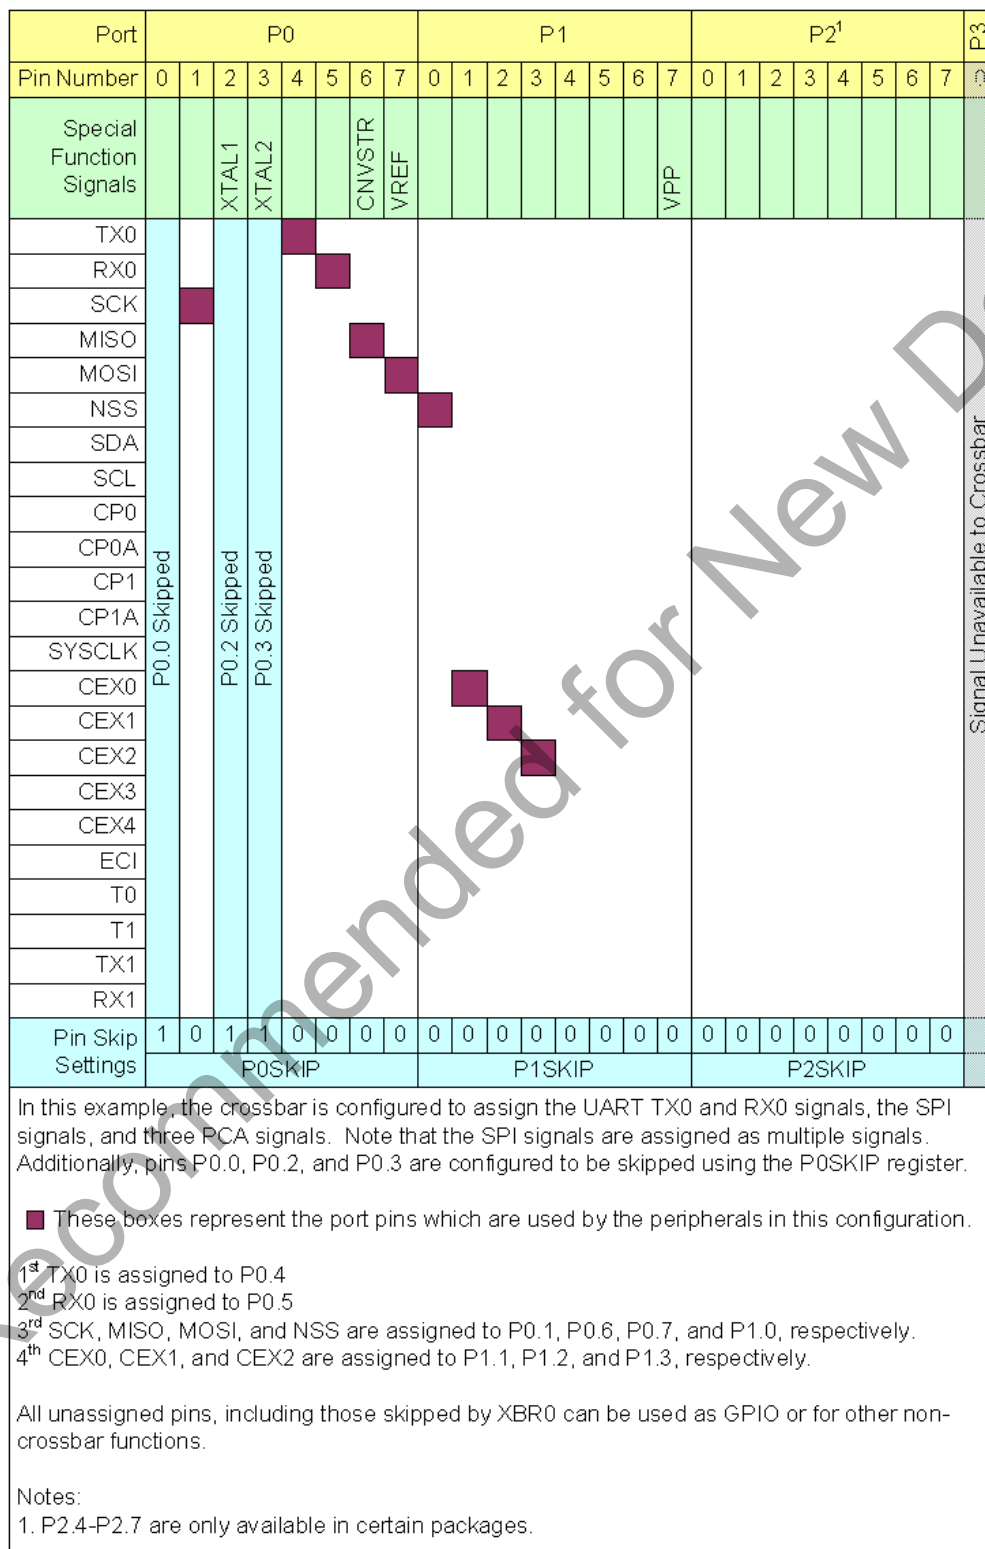 Port P0 P1 P2¹ P3
Pin Number 0 1 2 3 4 5 6 7 0 1 2 3 4 5 6 7 0 1 2 3 4 5 6 7
Special
Function
Signals
XTAL1
XTAL2
CNVSTR
VREF
VPP
TX0
RX0
SCK
MISO
MOSI
NSS
SDA
SCL
CP0
CP0A
CP1
CP1A
SYSCLK
CEX0
CEX1
CEX2
CEX3
CEX4
ECI
T0
T1
TX1
RX1
P0.0 Skipped
P0.2 Skipped
P0.3 Skipped
Signal Unavailable to Crossbar
Pin Skip 1 0 1 1 0 0 0 0 0 0 0 0 0 0 0 0 0 0 0 0 0 0 0 0
Settings P0SKIP P1SKIP P2SKIP
In this example, the crossbar is configured to assign the UART TX0 and RX0 signals, the SPI
signals, and three PCA signals. Note that the SPI signals are assigned as multiple signals.
Additionally, pins P0.0, P0.2, and P0.3 are configured to be skipped using the P0SKIP register.
These boxes represent the port pins which are used by the peripherals in this configuration.
1st TX0 is assigned to P0.4
2nd RX0 is assigned to P0.5
3rd SCK, MISO, MOSI, and NSS are assigned to P0.1, P0.6, P0.7, and P1.0, respectively.
4th CEX0, CEX1, and CEX2 are assigned to P1.1, P1.2, and P1.3, respectively.
All unassigned pins, including those skipped by XBR0 can be used as GPIO or for other non-
crossbar functions.
Notes:
1. P2.4-P2.7 are only available in certain packages.
ecommended for New D